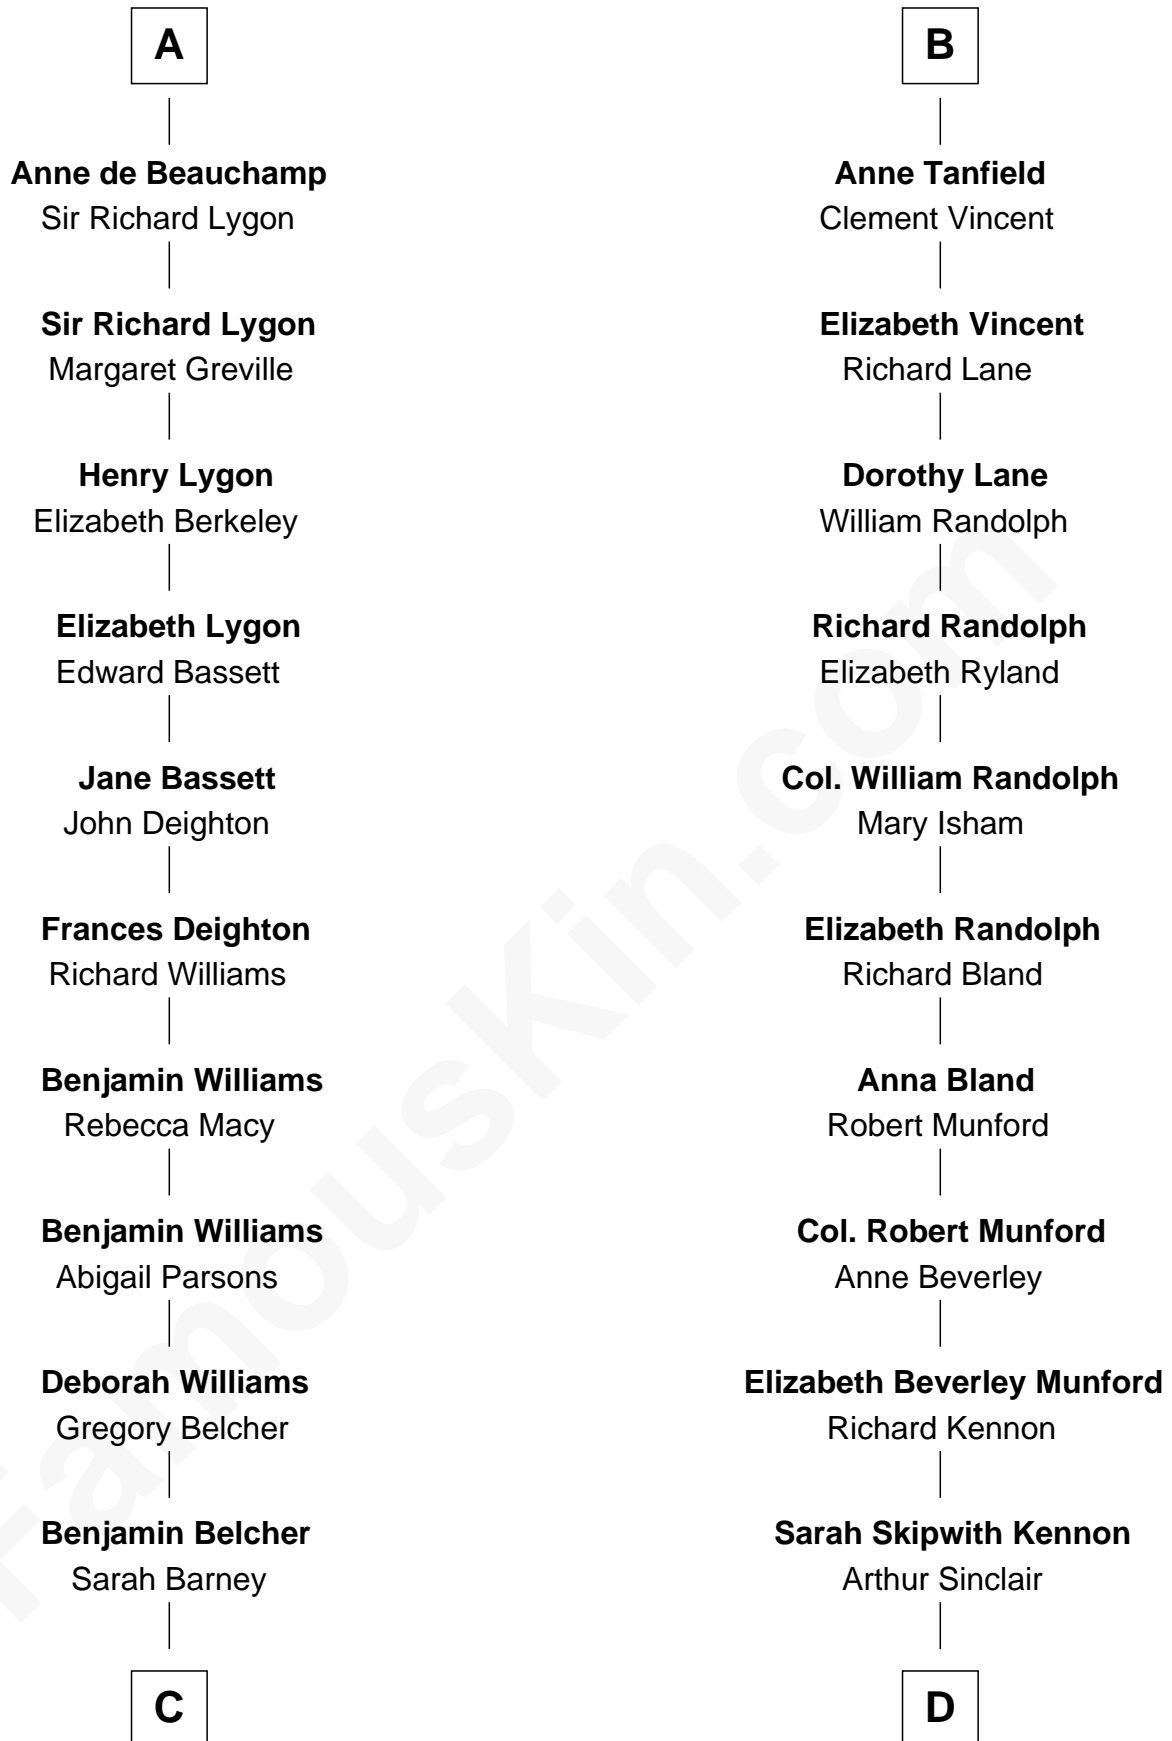 A
Anne de Beauchamp
Sir Richard Lygon
Sir Richard Lygon
Margaret Greville
Henry Lygon
Elizabeth Berkeley
Elizabeth Lygon
Edward Bassett
Jane Bassett
John Deighton
Frances Deighton
Richard Williams
Benjamin Williams
Rebecca Macy
Benjamin Williams
Abigail Parsons
Deborah Williams
Gregory Belcher
Benjamin Belcher
Sarah Barney
C
B
Anne Tanfield
Clement Vincent
Elizabeth Vincent
Richard Lane
Dorothy Lane
William Randolph
Richard Randolph
Elizabeth Ryland
Col. William Randolph
Mary Isham
Elizabeth Randolph
Richard Bland
Anna Bland
Robert Munford
Col. Robert Munford
Anne Beverley
Elizabeth Beverley Munford
Richard Kennon
Sarah Skipwith Kennon
Arthur Sinclair
D
FamousKin.com